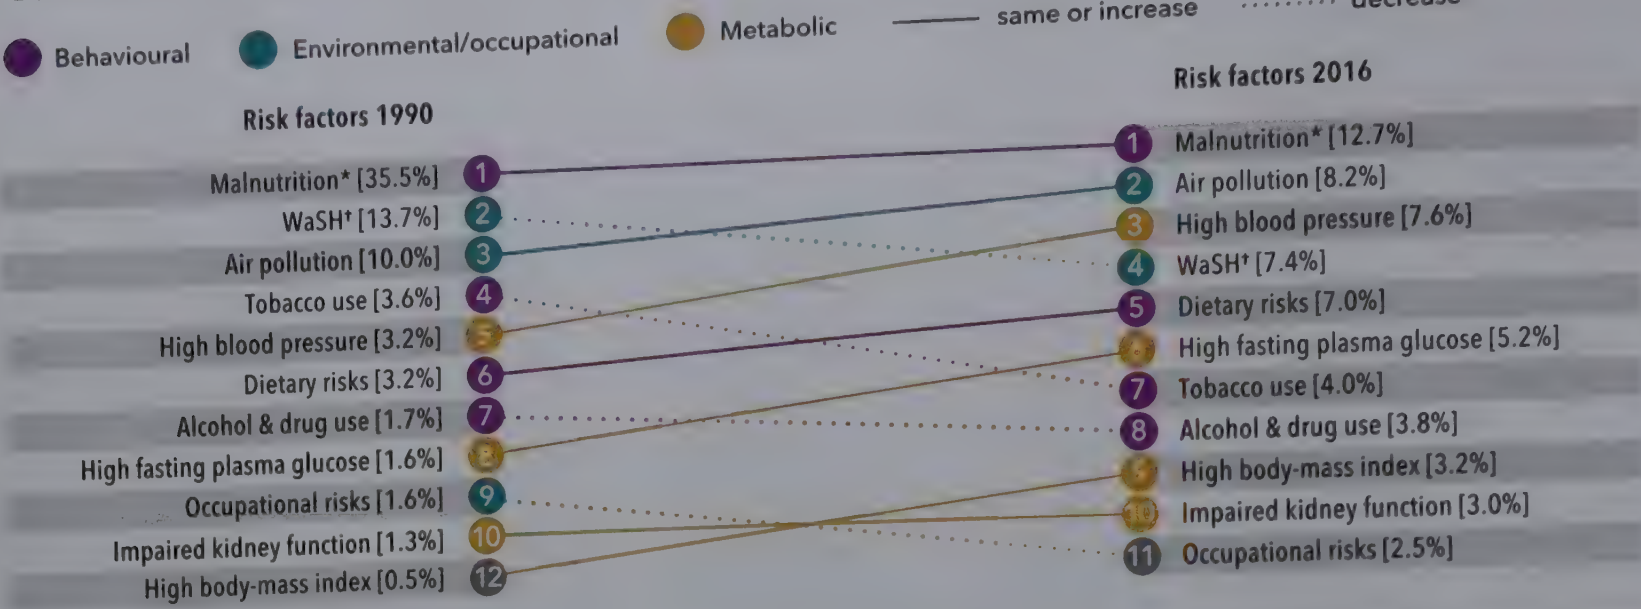 Behavioural Environmental/occupational Metabolic same or increase decrease
Risk factors 1990 Risk factors 2016
Malnutrition* [35.5%] 1 1 Malnutrition* [12.7%]
WaSH† [13.7%] 2 2 Air pollution [8.2%]
Air pollution [10.0%] 3 3 High blood pressure [7.6%]
Tobacco use [3.6%] 4 4 WaSH† [7.4%]
High blood pressure [3.2%] 5 5 Dietary risks [7.0%]
Dietary risks [3.2%] 6 High fasting plasma glucose [5.2%]
Alcohol & drug use [1.7%] 7 7 Tobacco use [4.0%]
High fasting plasma glucose [1.6%] 8 Alcohol & drug use [3.8%]
Occupational risks [1.6%] 9 High body-mass index [3.2%]
Impaired kidney function [1.3%] 10 10 Impaired kidney function [3.0%]
High body-mass index [0.5%] 12 11 Occupational risks [2.5%]